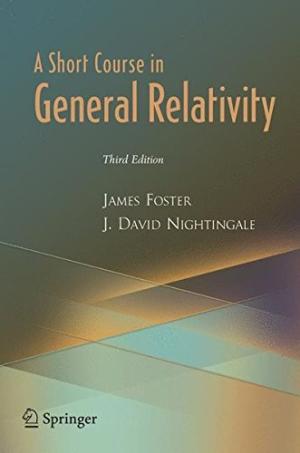 A Short Course in
General Relativity
Third Edition
James Foster
J. David Nightingale
Springer